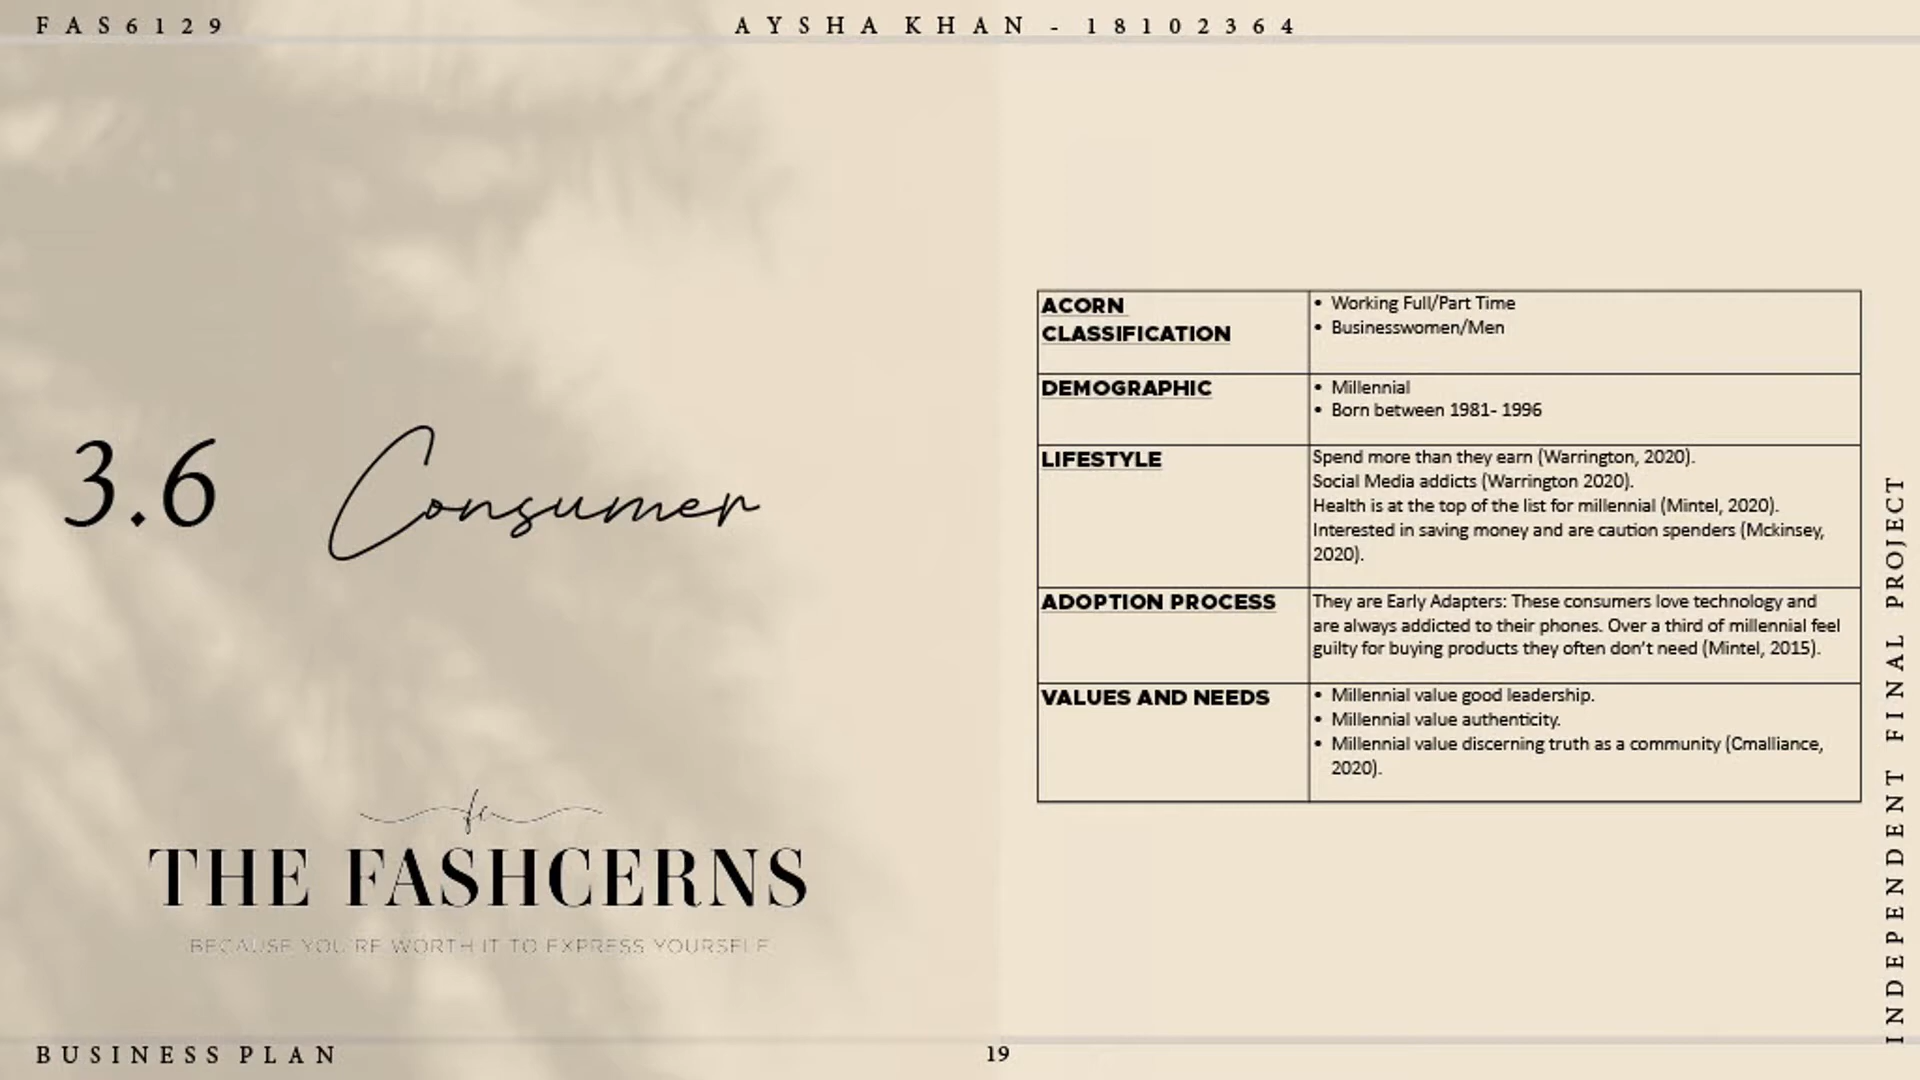 FAS6129
AYSHA KHAN - 18102364
3.6 Consumer
fc
THE FASHCERNS
BECAUSE YOU'RE WORTH IT TO EXPRESS YOURSELF
ACORN
CLASSIFICATION
• Working Full/Part Time
• Businesswomen/Men
DEMOGRAPHIC
• Millennial
• Born between 1981- 1996
LIFESTYLE
Spend more than they earn (Warrington, 2020).
Social Media addicts (Warrington 2020).
Health is at the top of the list for millennial (Mintel, 2020).
Interested in saving money and are caution spenders (Mckinsey,
2020).
ADOPTION PROCESS
They are Early Adapters: These consumers love technology and
are always addicted to their phones. Over a third of millennial feel
guilty for buying products they often don't need (Mintel, 2015).
VALUES AND NEEDS
• Millennial value good leadership.
• Millennial value authenticity.
• Millennial value discerning truth as a community (Cmalliance,
2020).
INDEPENDENT FINAL PROJECT
BUSINESS PLAN
19